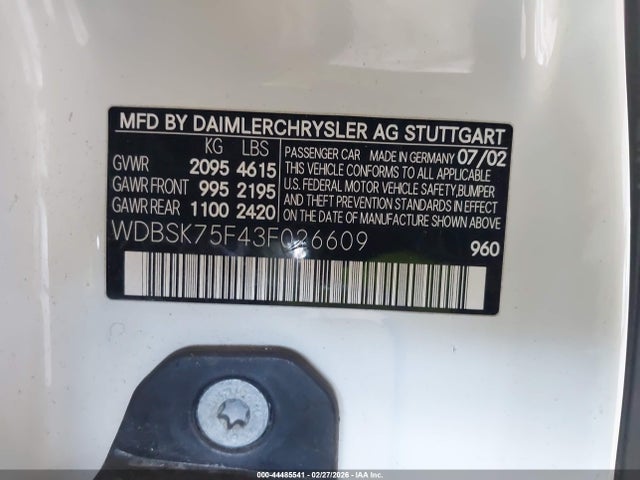 MFD BY DAIMLERCHRYSLER AG STUTTGART
KG LBS
GVWR 2095 4615
GAWR FRONT 995 2195
GAWR REAR 1100 2420
PASSENGER CAR MADE IN GERMANY 07/02
THIS VEHICLE CONFORMS TO ALL APPLICABLE
U.S. FEDERAL MOTOR VEHICLE SAFETY, BUMPER
AND THEFT PREVENTION STANDARDS IN EFFECT
ON THE DATE OF MANUFACTURE SHOWN ABOVE.
WDBSK75F43F026609
960
000-44485541 - 02/27/2026 - IAA Inc.